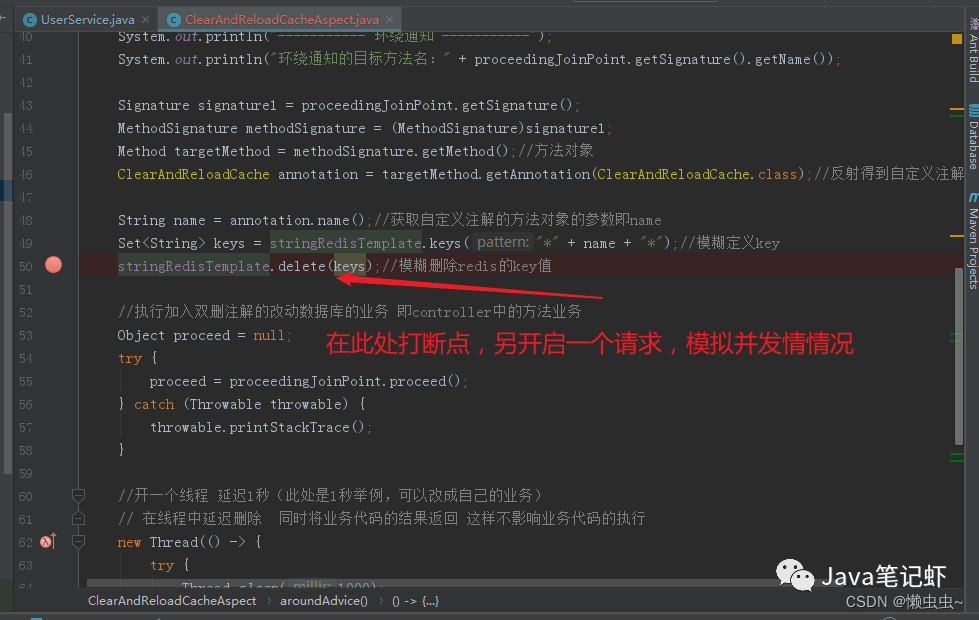 UserService.java × ClearAndReloadCacheAspect.java ×
40 System.out.println("----------- 环绕通知 -----------");
41 System.out.println("环绕通知的目标方法名：" + proceedingJoinPoint.getSignature().getName());
42
43 Signature signature1 = proceedingJoinPoint.getSignature();
44 MethodSignature methodSignature = (MethodSignature)signature1;
45 Method targetMethod = methodSignature.getMethod();//方法对象
46 ClearAndReloadCache annotation = targetMethod.getAnnotation(ClearAndReloadCache.class);//反射得到自定义注解
47
48 String name = annotation.name();//获取自定义注解的方法对象的参数即name
49 Set<String> keys = stringRedisTemplate.keys( pattern: "*" + name + "*");//模糊定义key
50 stringRedisTemplate.delete(keys);//模糊删除redis的key值
51
52 //执行加入双删注解的改动数据库的业务 即controller中的方法业务
53 Object proceed = null;
在此处打断点，另开启一个请求，模拟并发情情况
54 try {
55 proceed = proceedingJoinPoint.proceed();
56 } catch (Throwable throwable) {
57 throwable.printStackTrace();
58 }
59
60 //开一个线程 延迟1秒（此处是1秒举例，可以改成自己的业务）
61 // 在线程中延迟删除 同时将业务代码的结果返回 这样不影响业务代码的执行
62 new Thread(() -> {
63 try {
64 Thread.sleep( millis: 1000);
ClearAndReloadCacheAspect › aroundAdvice() › () -> {...}
Ant Build
Database
Maven Projects
Java笔记虾
CSDN @懒虫虫~